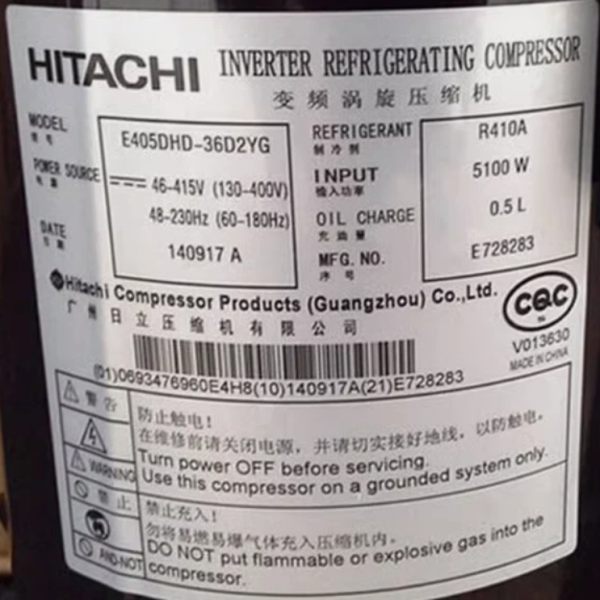 HITACHI INVERTER REFRIGERATING COMPRESSOR
变频涡旋压缩机
MODEL E405DHD-36D2YG
型号
POWER SOURCE 46-415V (130-400V)
电源 48-230Hz (60-180Hz)
DATE 140917 A
日期
REFRIGERANT R410A
制冷剂
INPUT 5100 W
输入功率
OIL CHARGE 0.5 L
充油量
MFG. NO. E728283
序号
Hitachi Compressor Products (Guangzhou) Co.,Ltd.
广州日立压缩机有限公司
CQC
V013630
MADE IN CHINA
(01)0693476960E4H8(10)140917A(21)E728283
警告
WARNING
防止触电!
在维修前请关闭电源，并请切实接好地线，以防触电。
Turn power OFF before servicing.
Use this compressor on a grounded system only.
禁止
AND-NOT
禁止充入!
勿将易燃易爆气体充入压缩机内。
DO NOT put flammable or explosive gas into the
compressor.